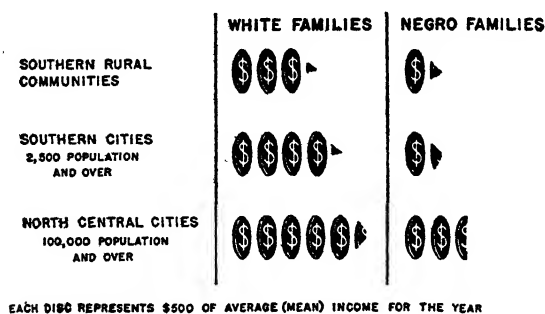 WHITE FAMILIES NEGRO FAMILIES
SOUTHERN RURAL
COMMUNITIES
$ $ $ $
SOUTHERN CITIES
2,500 POPULATION
AND OVER
$ $ $ $ $
NORTH CENTRAL CITIES
100,000 POPULATION
AND OVER
$ $ $ $ $ $ $ $
EACH DISC REPRESENTS $500 OF AVERAGE (MEAN) INCOME FOR THE YEAR